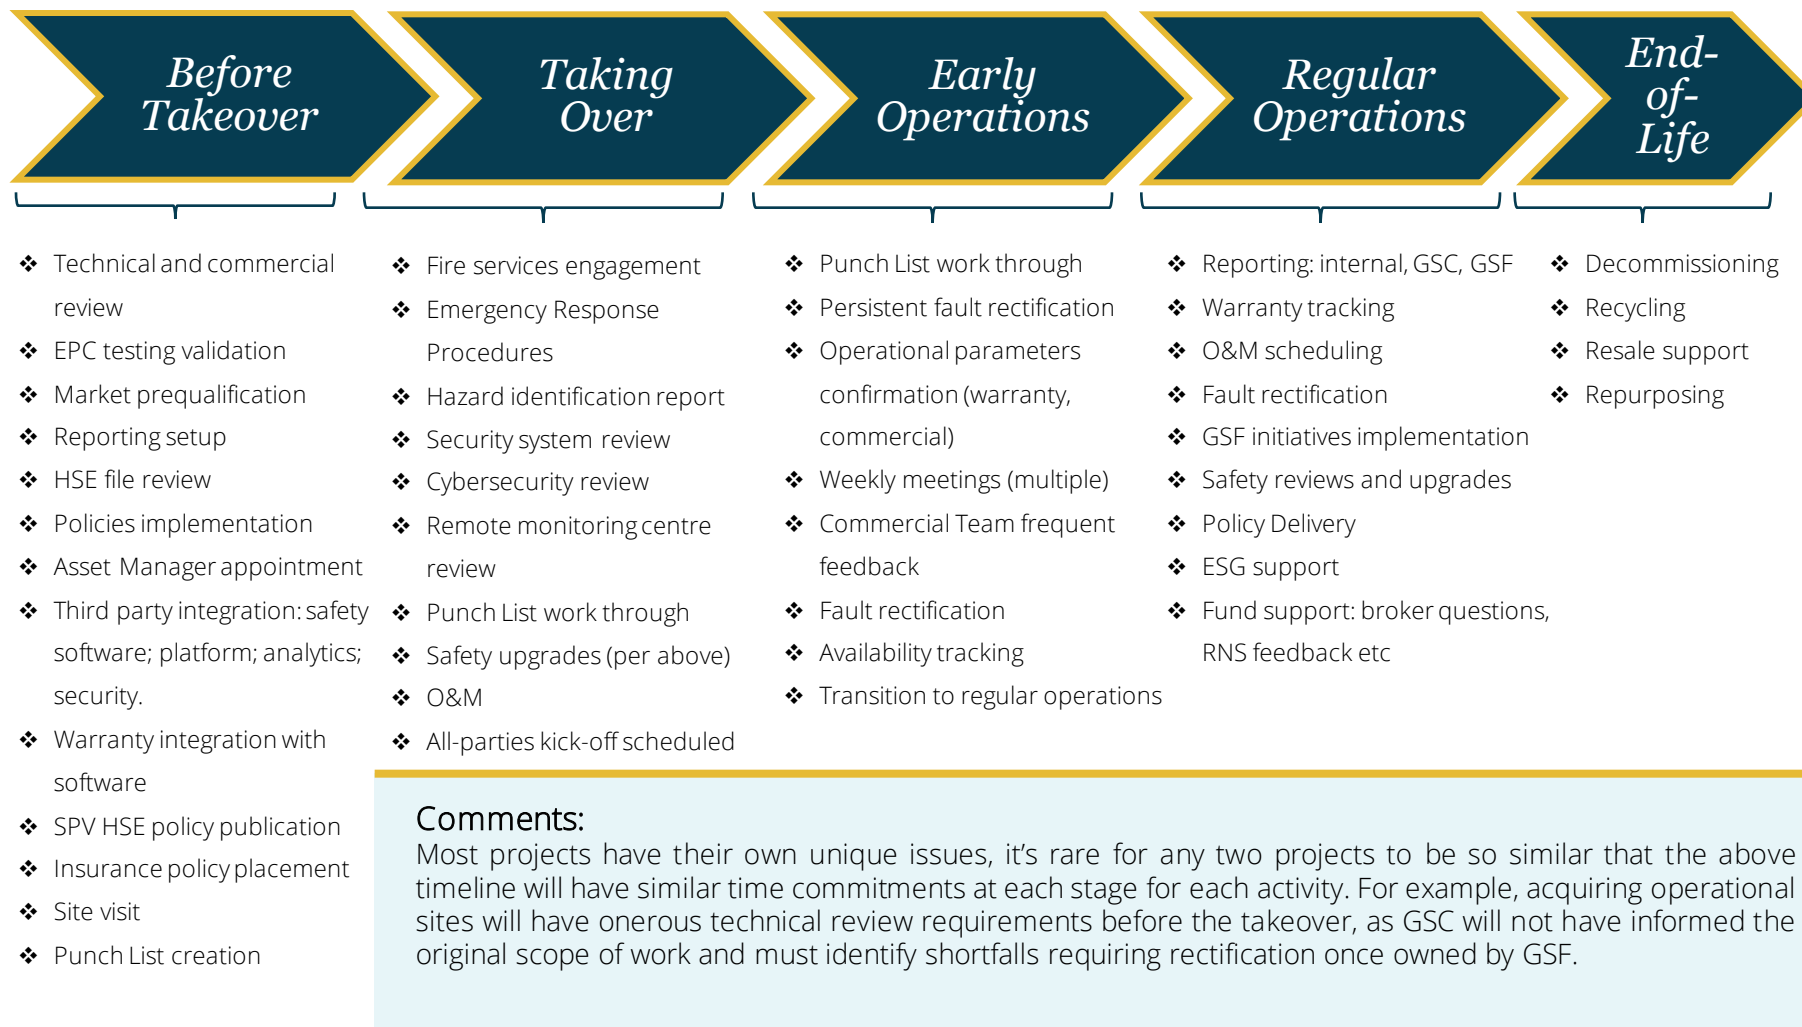 Before
Takeover
Taking
Over
Early
Operations
Regular
Operations
End-
of-
Life
❖ Technical and commercial
review
❖ EPC testing validation
❖ Market prequalification
❖ Reporting setup
❖ HSE file review
❖ Policies implementation
❖ Asset Manager appointment
❖ Third party integration: safety
software; platform; analytics;
security.
❖ Warranty integration with
software
❖ SPV HSE policy publication
❖ Insurance policy placement
❖ Site visit
❖ Punch List creation
❖ Fire services engagement
❖ Emergency Response
Procedures
❖ Hazard identification report
❖ Security system review
❖ Cybersecurity review
❖ Remote monitoring centre
review
❖ Punch List work through
❖ Safety upgrades (per above)
❖ O&M
❖ All-parties kick-off scheduled
❖ Punch List work through
❖ Persistent fault rectification
❖ Operational parameters
confirmation (warranty,
commercial)
❖ Weekly meetings (multiple)
❖ Commercial Team frequent
feedback
❖ Fault rectification
❖ Availability tracking
❖ Transition to regular operations
❖ Reporting: internal, GSC, GSF
❖ Warranty tracking
❖ O&M scheduling
❖ Fault rectification
❖ GSF initiatives implementation
❖ Safety reviews and upgrades
❖ Policy Delivery
❖ ESG support
❖ Fund support: broker questions,
RNS feedback etc
❖ Decommissioning
❖ Recycling
❖ Resale support
❖ Repurposing
Comments:
Most projects have their own unique issues, it’s rare for any two projects to be so similar that the above
timeline will have similar time commitments at each stage for each activity. For example, acquiring operational
sites will have onerous technical review requirements before the takeover, as GSC will not have informed the
original scope of work and must identify shortfalls requiring rectification once owned by GSF.